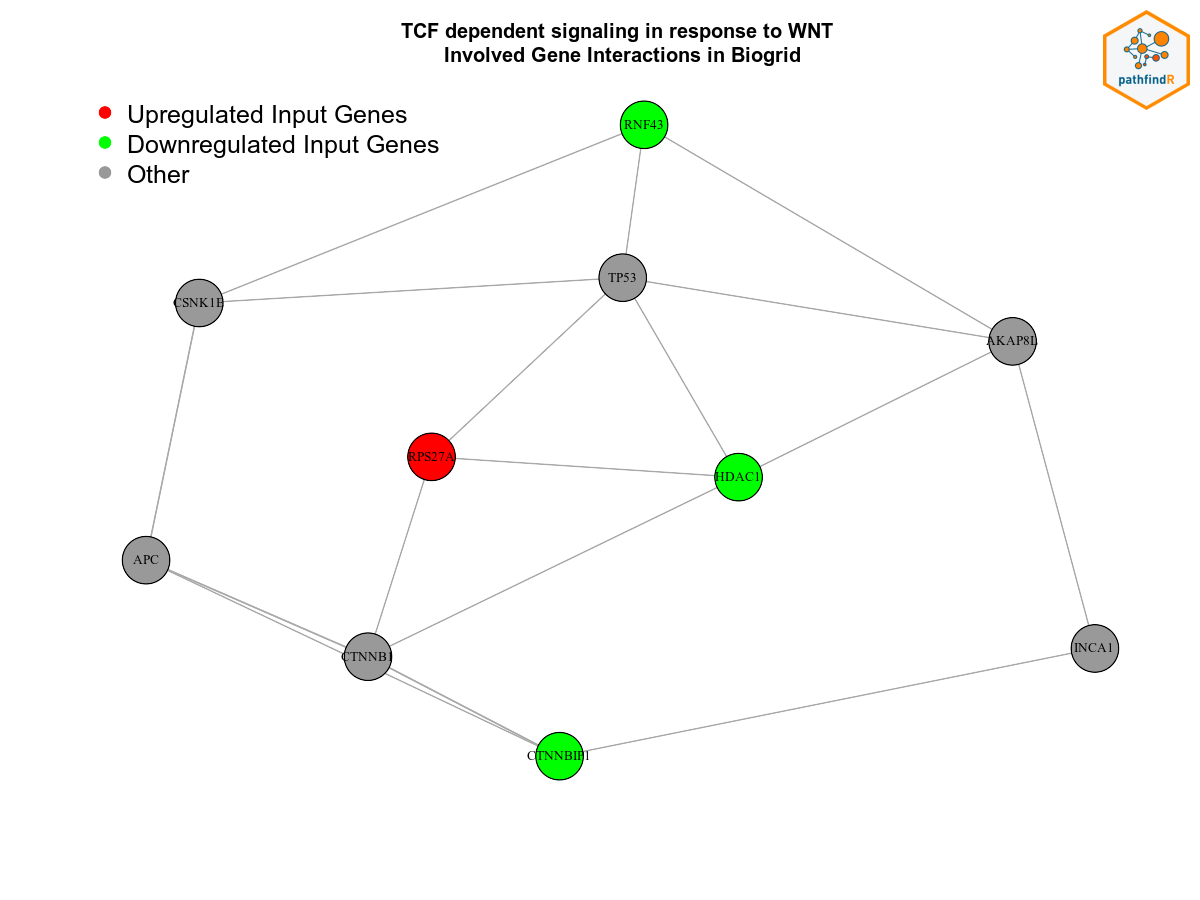 TCF dependent signaling in response to WNT
Involved Gene Interactions in Biogrid
pathfindR
Upregulated Input Genes
Downregulated Input Genes
Other
RNF43
TP53
CSNK1E
AKAP8L
RPS27A
HDAC1
APC
CTNNB1
INCA1
CTNNBIP1